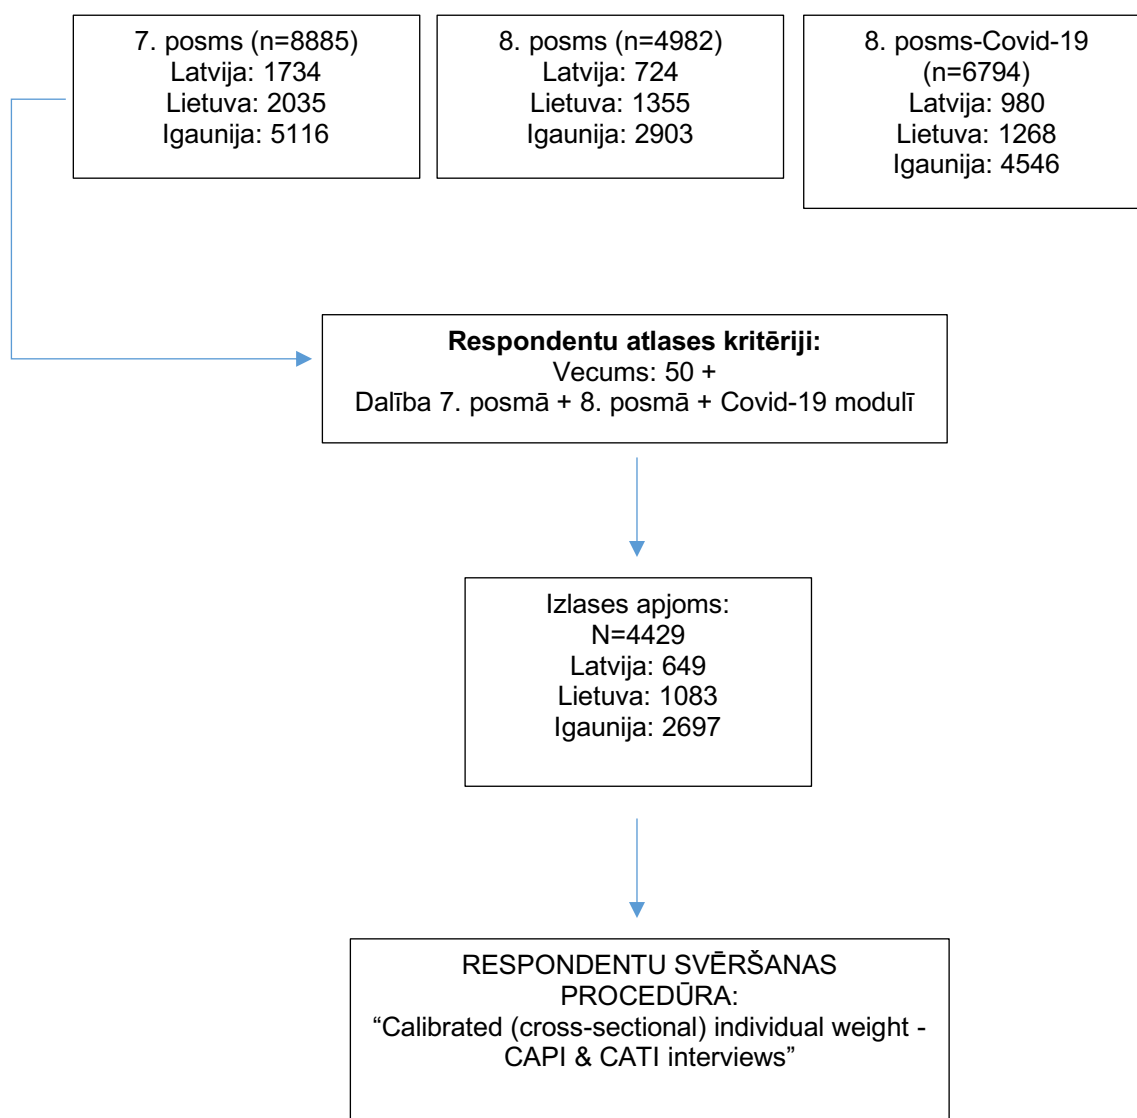 7. posms (n=8885)
Latvija: 1734
Lietuva: 2035
Igaunija: 5116
8. posms (n=4982)
Latvija: 724
Lietuva: 1355
Igaunija: 2903
8. posms-Covid-19
(n=6794)
Latvija: 980
Lietuva: 1268
Igaunija: 4546
Respondentu atlases kritēriji:
Vecums: 50 +
Dalība 7. posmā + 8. posmā + Covid-19 modulī
Izlases apjoms:
N=4429
Latvija: 649
Lietuva: 1083
Igaunija: 2697
RESPONDENTU SVĒRŠANAS
PROCEDŪRA:
“Calibrated (cross-sectional) individual weight -
CAPI & CATI interviews”